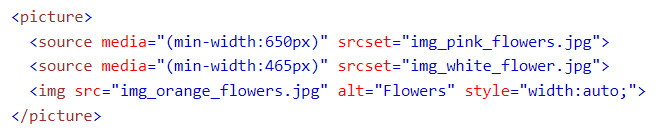 <picture>
  <source media="(min-width:650px)" srcset="img_pink_flowers.jpg">
  <source media="(min-width:465px)" srcset="img_white_flower.jpg">
  <img src="img_orange_flowers.jpg" alt="Flowers" style="width:auto;">
</picture>